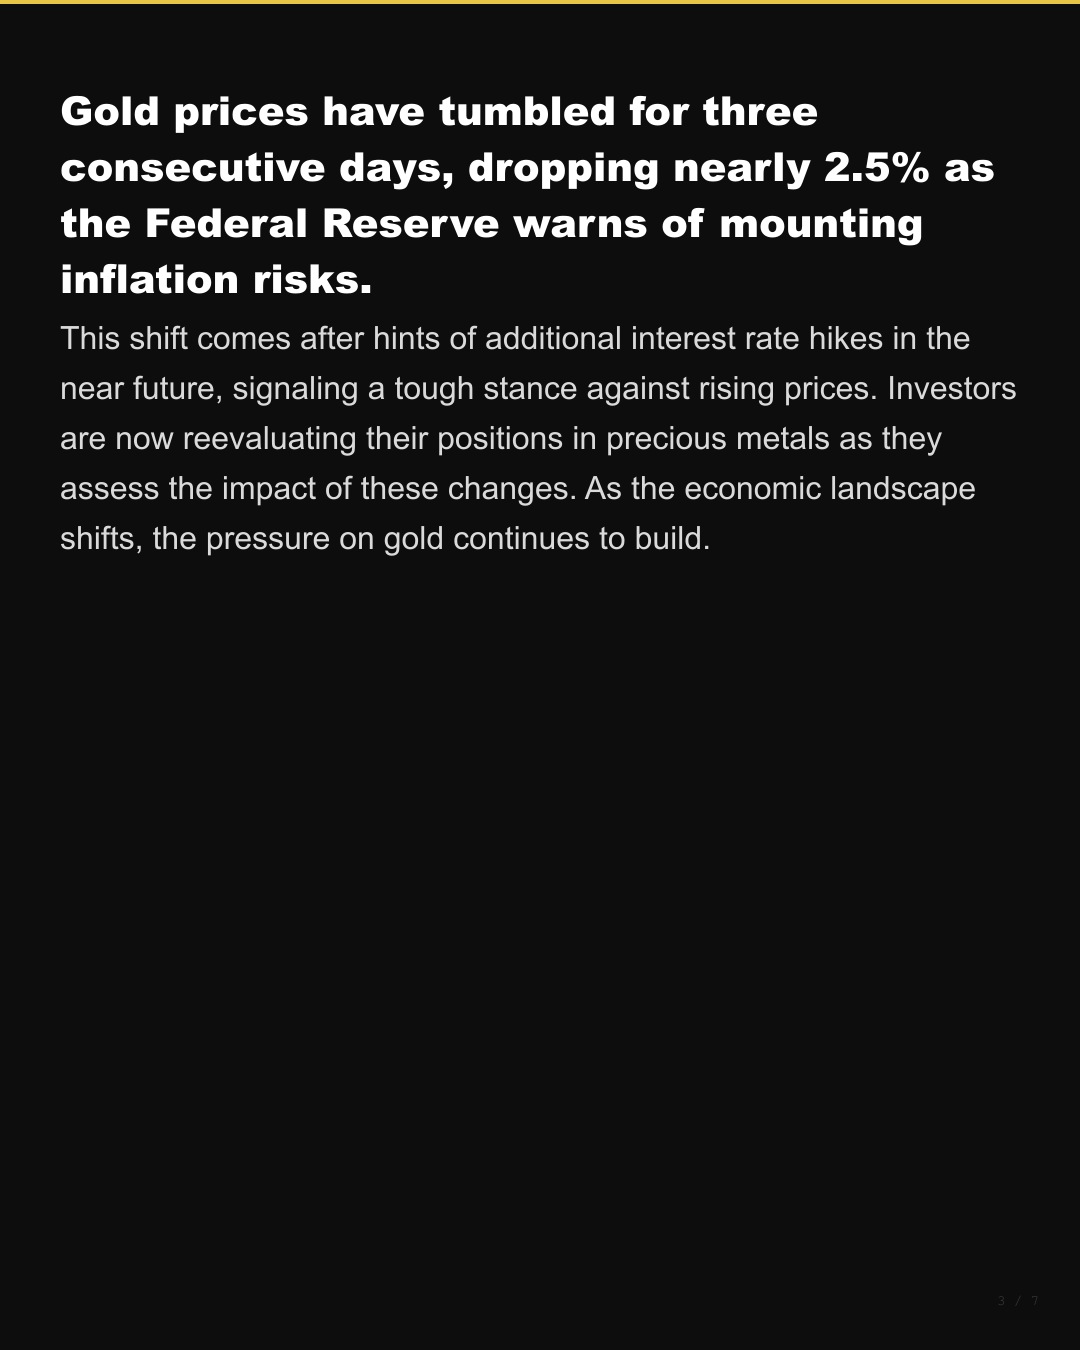 Gold prices have tumbled for three
consecutive days, dropping nearly 2.5% as
the Federal Reserve warns of mounting
inflation risks.
This shift comes after hints of additional interest rate hikes in the
near future, signaling a tough stance against rising prices. Investors
are now reevaluating their positions in precious metals as they
assess the impact of these changes. As the economic landscape
shifts, the pressure on gold continues to build.
3 / 7